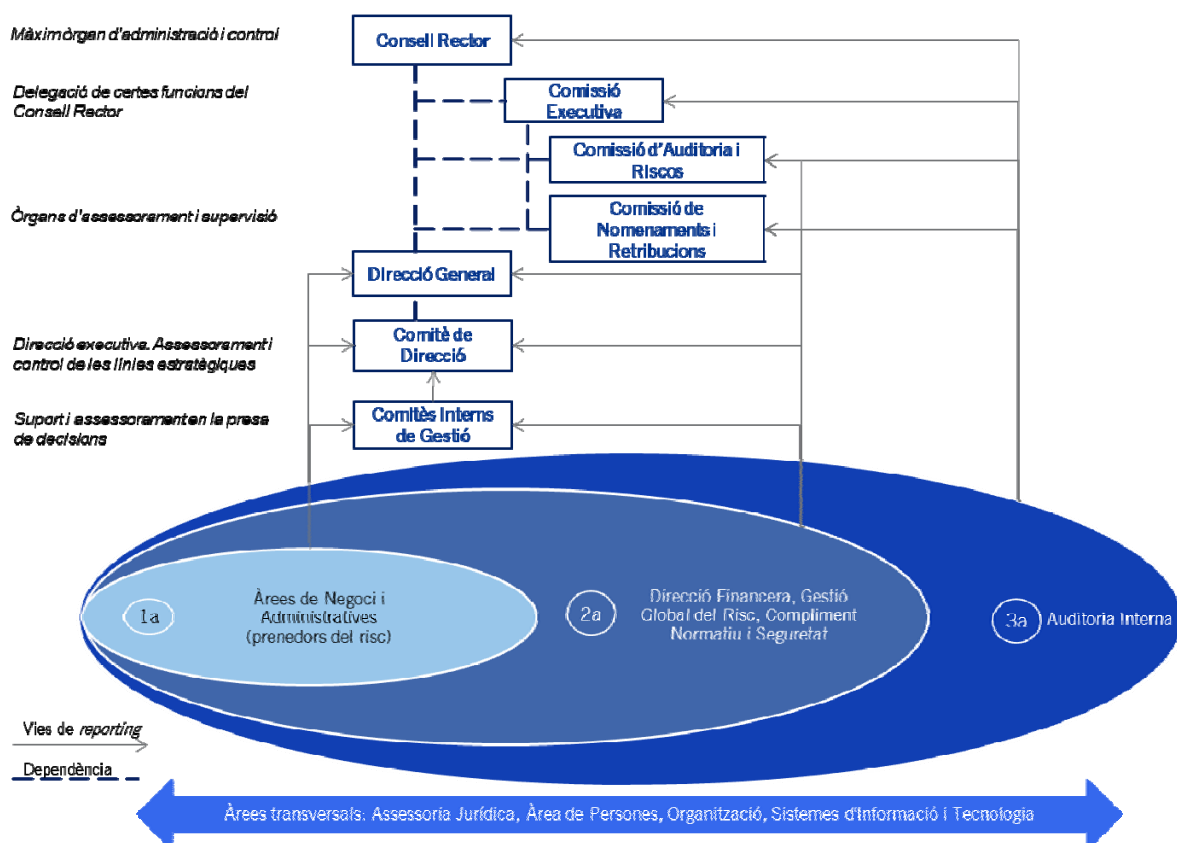 Màxim òrgan d'administració i control
Consell Rector
Delegació de certes funcions del
Consell Rector
Comissió
Executiva
Comissió d'Auditoria i
Riscos
Òrgans d'assessorament i supervisió
Comissió de
Nomenaments i
Retribucions
Direcció General
Direcció executiva. Assessorament i
control de les línies estratègiques
Comitè de
Direcció
Suport i assessorament en la presa
de decisions
Comitès Interns
de Gestió
1a
Àrees de Negoci i
Administratives
(prenedors del risc)
2a
Direcció Financera, Gestió
Global del Risc, Compliment
Normatiu i Seguretat
3a
Auditoria Interna
Vies de reporting
Dependència
Àrees transversals: Assessoria Jurídica, Àrea de Persones, Organització, Sistemes d'Informació i Tecnologia